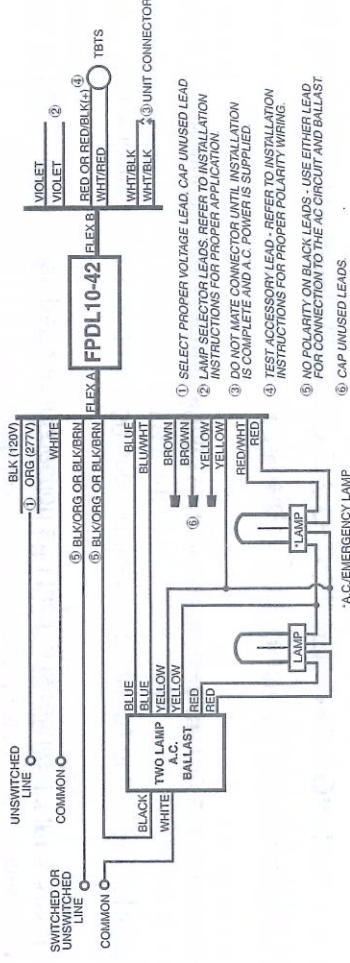 UNSWITCHED
LINE
COMMON
SWITCHED OR
UNSWITCHED
LINE
COMMON
BLK (120V)
① ORG (277V)
WHITE
⑤ BLK/ORG OR BLK/BRN
⑤ BLK/ORG OR BLK/BRN
BLUE
BLU/WHT
BROWN
BROWN
YELLOW
YELLOW
RED/WHT
RED
⑥
BLACK
WHITE
TWO LAMP
A.C.
BALLAST
BLUE
BLUE
YELLOW
YELLOW
RED
RED
LAMP
*LAMP
*A.C./EMERGENCY LAMP
FLEX A
FPDL10-42
FLEX B
VIOLET
VIOLET ②
RED OR RED/BLK(+) ④
WHT/RED
TBTS
WHT/BLK
WHT/BLK
③ UNIT CONNECTOR
① SELECT PROPER VOLTAGE LEAD, CAP UNUSED LEAD
② LAMP SELECTOR LEADS. REFER TO INSTALLATION
INSTRUCTIONS FOR PROPER APPLICATION.
③ DO NOT MATE CONNECTOR UNTIL INSTALLATION
IS COMPLETE AND A.C. POWER IS SUPPLIED.
④ TEST ACCESSORY LEAD - REFER TO INSTALLATION
INSTRUCTIONS FOR PROPER POLARITY WIRING.
⑤ NO POLARITY ON BLACK LEADS - USE EITHER LEAD
FOR CONNECTION TO THE AC CIRCUIT AND BALLAST.
⑥ CAP UNUSED LEADS.